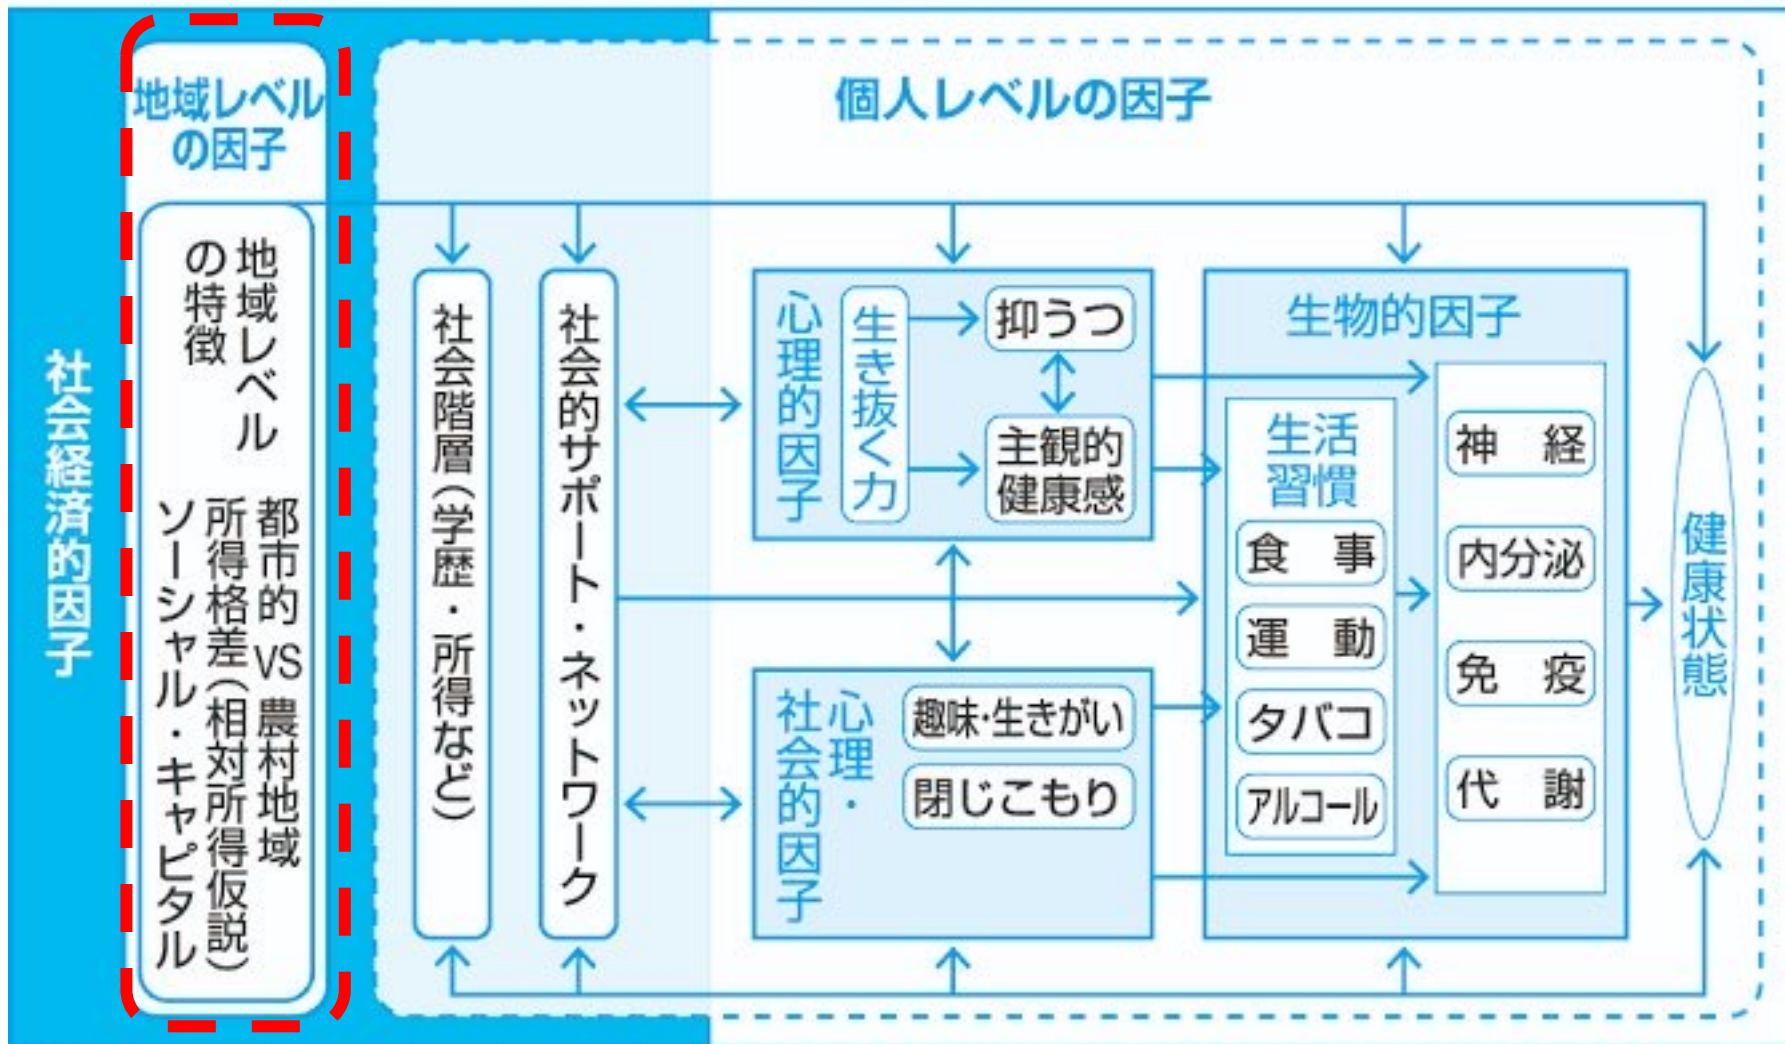 社会経済的因子
地域レベル
の因子
地域レベル
の特徴
都市的 VS 農村地域
所得格差(相対所得仮説)
ソーシャル・キャピタル
個人レベルの因子
社会階層(学歴・所得など)
社会的サポート・ネットワーク
心理的因子
生き抜く力
抑うつ
主観的
健康感
心理・
社会的因子
趣味・生きがい
閉じこもり
生物的因子
生活
習慣
食 事
運 動
タバコ
アルコール
神 経
内分泌
免 疫
代 謝
健康状態